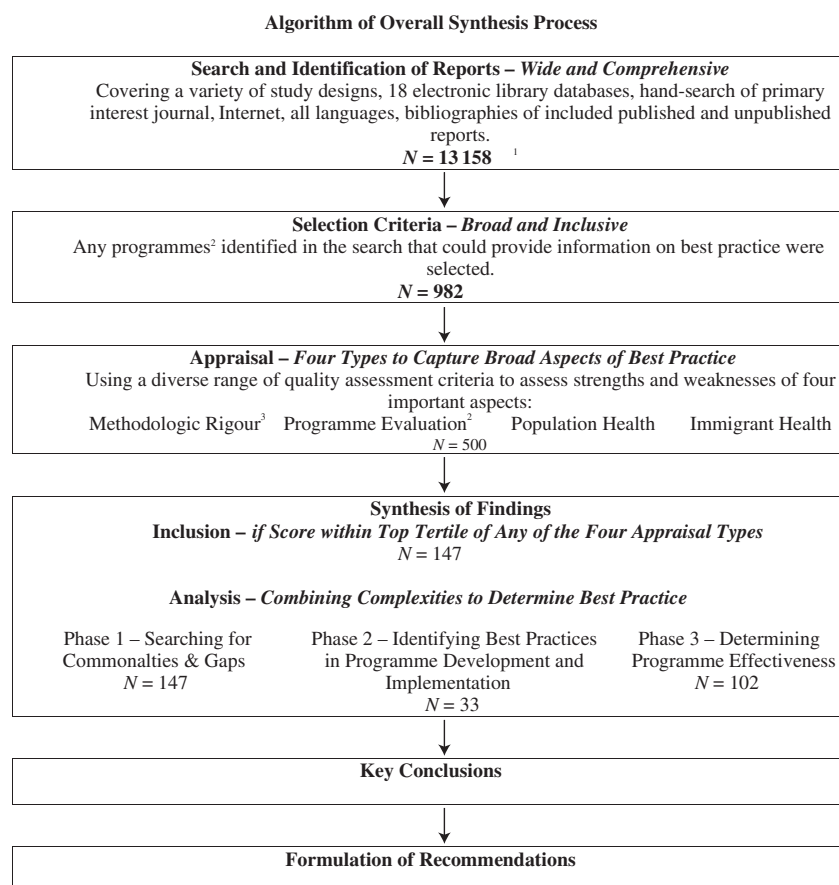 Algorithm of Overall Synthesis Process
Search and Identification of Reports – Wide and Comprehensive
Covering a variety of study designs, 18 electronic library databases, hand-search of primary
interest journal, Internet, all languages, bibliographies of included published and unpublished
reports.
N = 13 158 1
Selection Criteria – Broad and Inclusive
Any programmes2 identified in the search that could provide information on best practice were
selected.
N = 982
Appraisal – Four Types to Capture Broad Aspects of Best Practice
Using a diverse range of quality assessment criteria to assess strengths and weaknesses of four
important aspects:
Methodologic Rigour3 Programme Evaluation2 Population Health Immigrant Health
N = 500
Synthesis of Findings
Inclusion – if Score within Top Tertile of Any of the Four Appraisal Types
N = 147
Analysis – Combining Complexities to Determine Best Practice
Phase 1 – Searching for
Commonalties & Gaps
N = 147
Phase 2 – Identifying Best Practices
in Programme Development and
Implementation
N = 33
Phase 3 – Determining
Programme Effectiveness
N = 102
Key Conclusions
Formulation of Recommendations